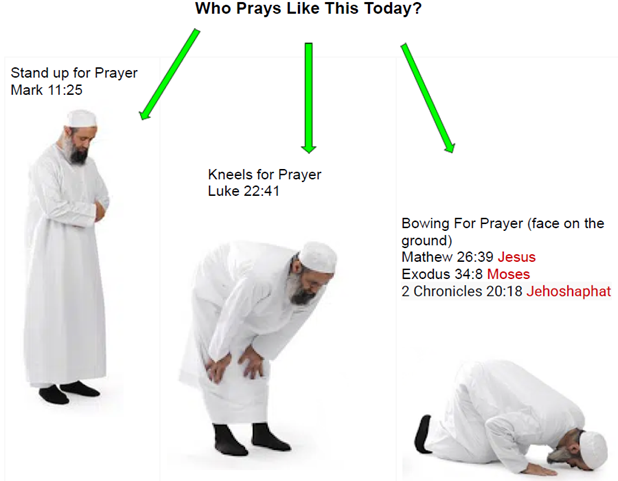 Who Prays Like This Today?
Stand up for Prayer
Mark 11:25
Kneels for Prayer
Luke 22:41
Bowing For Prayer (face on the
ground)
Mathew 26:39 Jesus
Exodus 34:8 Moses
2 Chronicles 20:18 Jehoshaphat